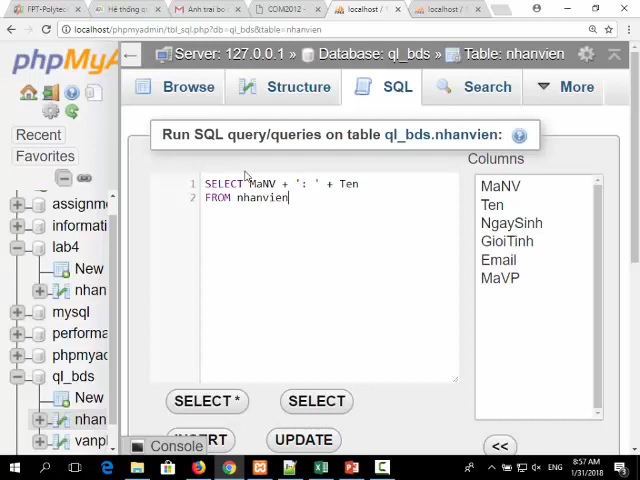 FPT-Polytec
Hệ thống q
Anh trai bo
COM2012 -
localhost /
localhost /
localhost/phpmyadmin/tbl_sql.php?db=ql_bds&table=nhanvien
phpMyA
Server: 127.0.0.1 » Database: ql_bds » Table: nhanvien
Browse Structure SQL Search More
Recent
Favorites
Run SQL query/queries on table ql_bds.nhanvien:
Columns
1 SELECT MaNV + ': ' + Ten
2 FROM nhanvien
MaNV
Ten
NgaySinh
GioiTinh
Email
MaVP
assignm
informati
lab4
New
nhan
mysql
performa
phpmyad
ql_bds
New
nhan
vanpl
SELECT * SELECT
INSERT UPDATE
<<
Console
8:57 AM
1/31/2018